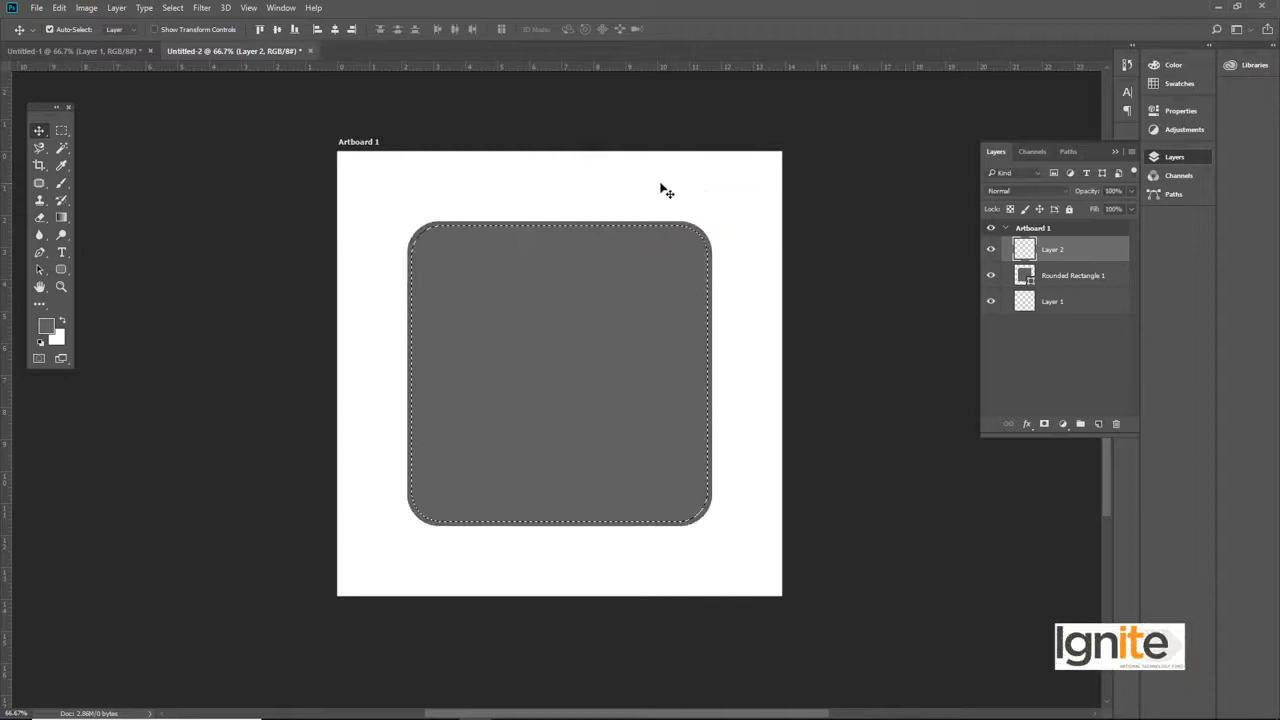 Ps File Edit Image Layer Type Select Filter 3D View Window Help
Auto-Select: Layer Show Transform Controls 3D Mode:
Untitled-1 @ 66.7% (Layer 1, RGB/8#) * × Untitled-2 @ 66.7% (Layer 2, RGB/8#) * ×
Artboard 1
Layers Channels Paths
Kind
Normal Opacity: 100%
Lock: Fill: 100%
Artboard 1
Layer 2
Rounded Rectangle 1
Layer 1
Color
Swatches
Properties
Adjustments
Layers
Channels
Paths
Libraries
Ignite
66.67% Doc: 2.86M/0 bytes